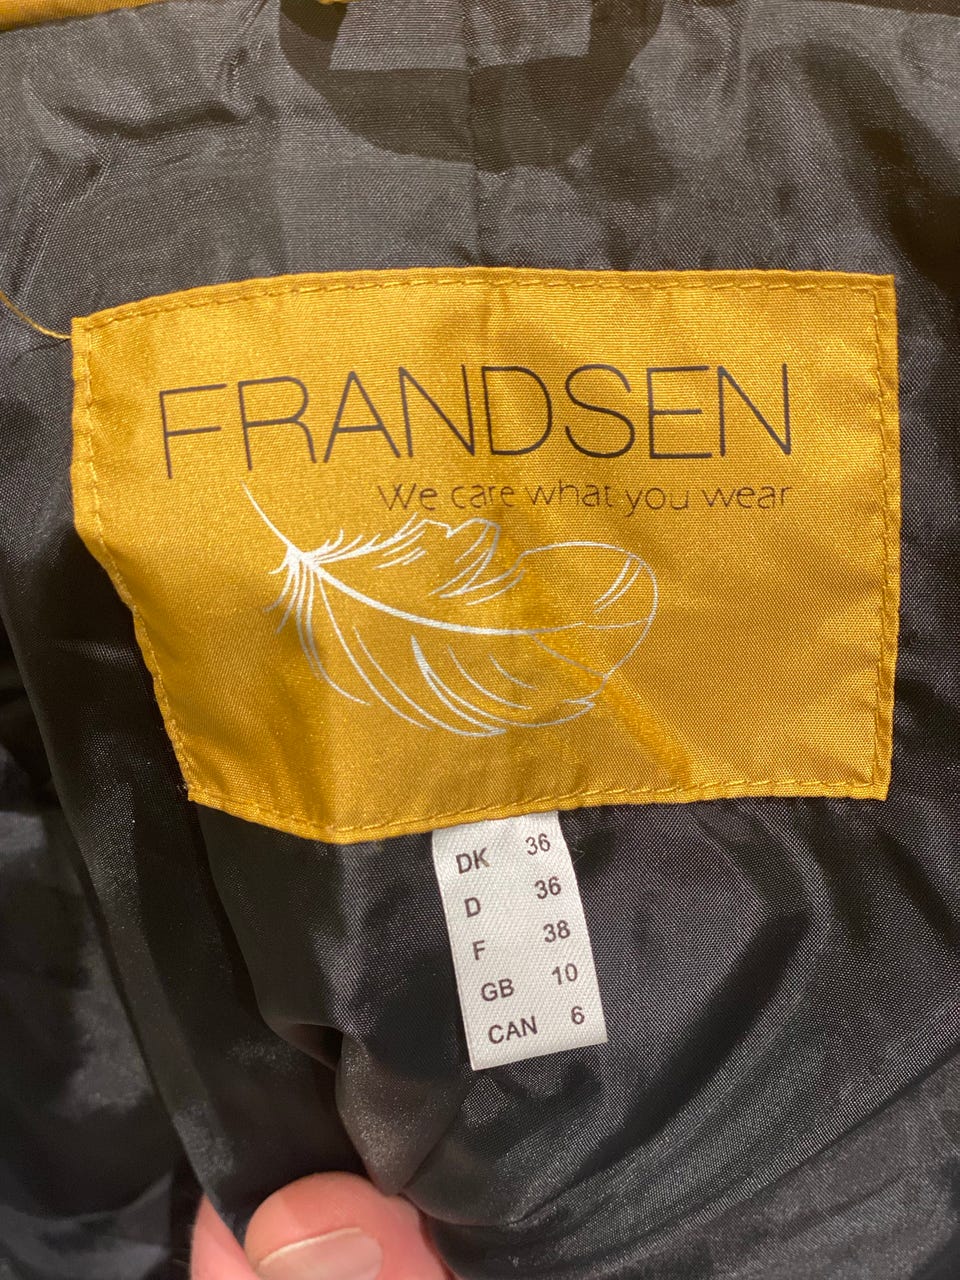 FRANDSEN
We care what you wear
DK 36
D 36
F 38
GB 10
CAN 6